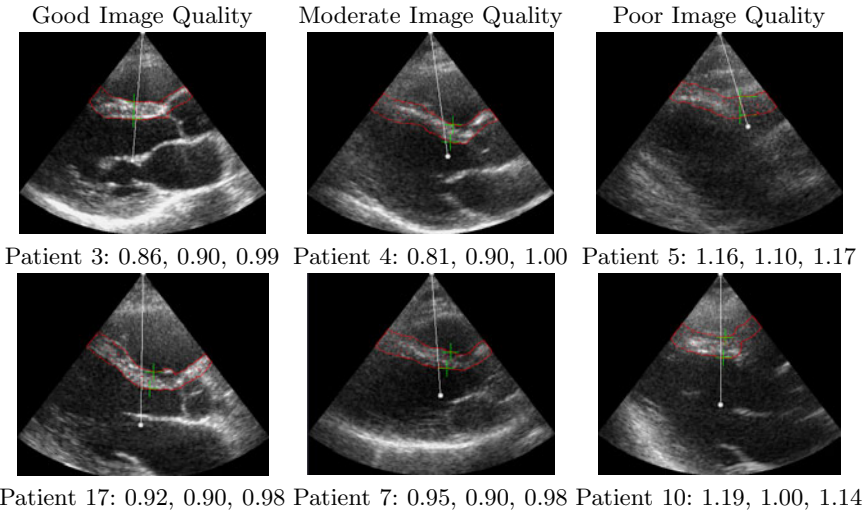 Good Image Quality Moderate Image Quality Poor Image Quality
Patient 3: 0.86, 0.90, 0.99 Patient 4: 0.81, 0.90, 1.00 Patient 5: 1.16, 1.10, 1.17
Patient 17: 0.92, 0.90, 0.98 Patient 7: 0.95, 0.90, 0.98 Patient 10: 1.19, 1.00, 1.14